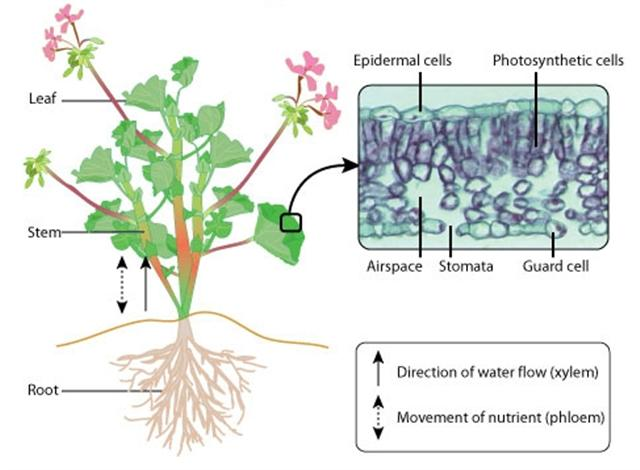 Epidermal cells
Photosynthetic cells
Leaf
Stem
Airspace
Stomata
Guard cell
Direction of water flow (xylem)
Root
Movement of nutrient (phloem)